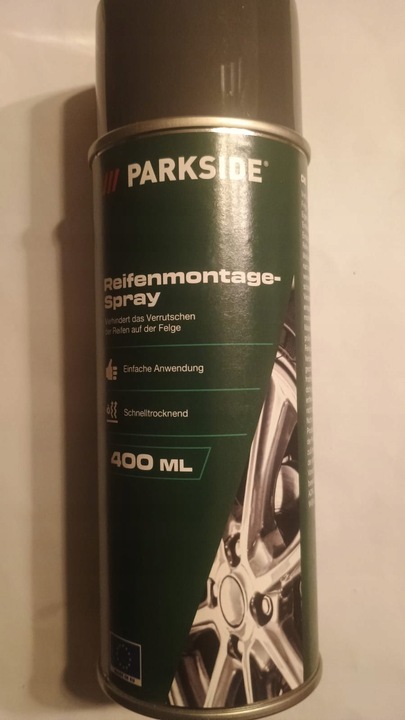 PARKSIDE®
Reifenmontage-
Spray
Verhindert das Verrutschen
der Reifen auf der Felge
Einfache Anwendung
Schnelltrocknend
400 ML